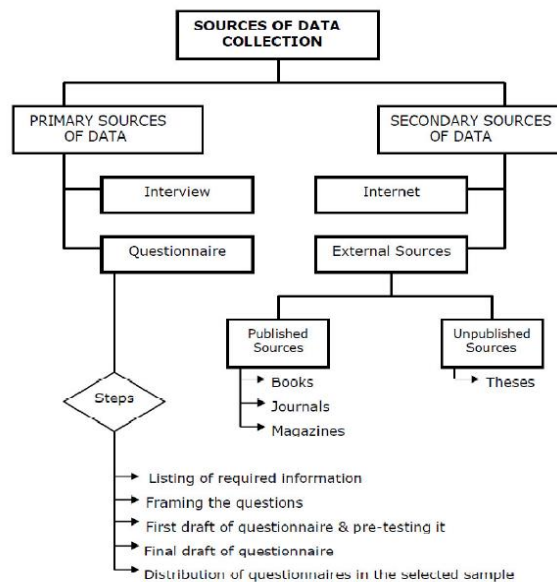 SOURCES OF DATA
COLLECTION
PRIMARY SOURCES
OF DATA
SECONDARY SOURCES
OF DATA
Interview
Internet
Questionnaire
External Sources
Published
Sources
Unpublished
Sources
Books
Journals
Magazines
Theses
Steps
Listing of required information
Framing the questions
First draft of questionnaire & pre-testing it
Final draft of questionnaire
Distribution of questionnaires in the selected sample